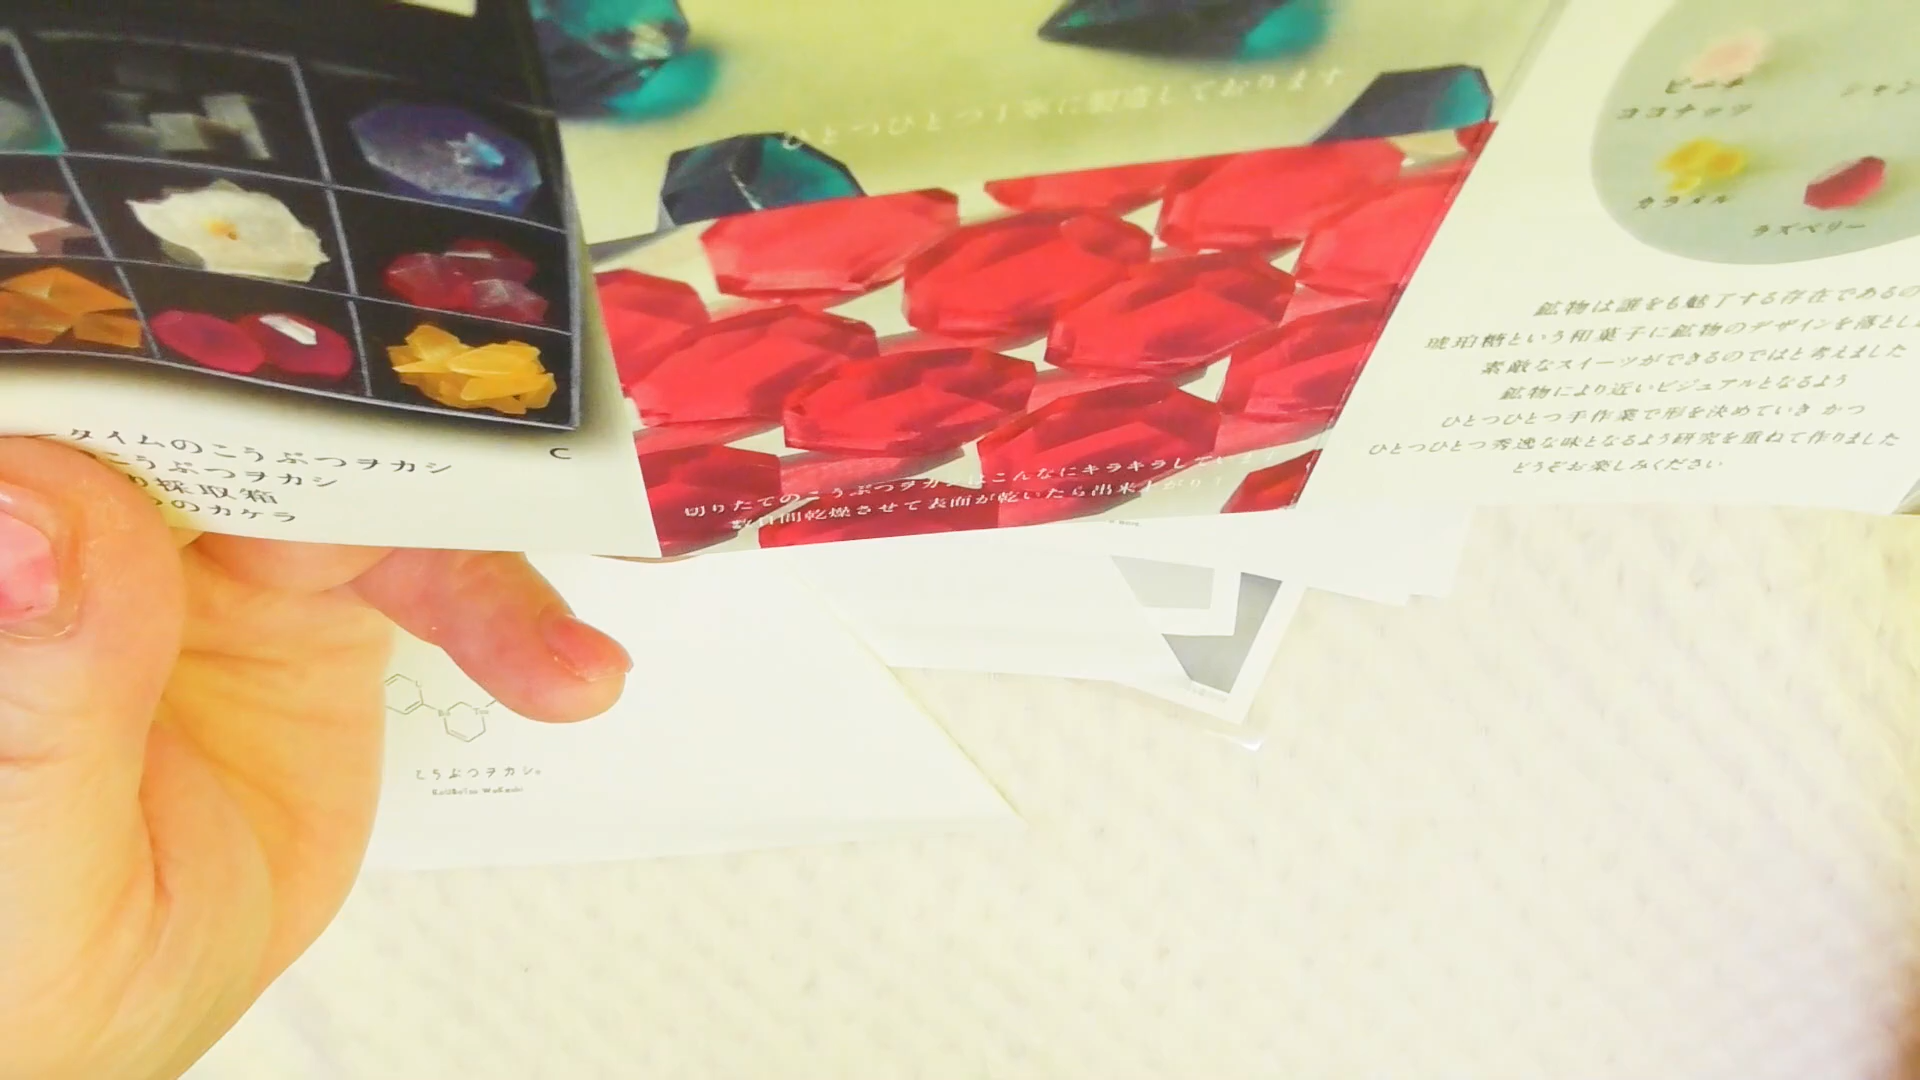 ひとつひとつ丁寧に製造しております
ータイムのこうぶつヲカシ
こうぶつヲカシ
採取箱
のカケラ
C
切りたてのこうぶつヲカシはこんなにキラキラしています
数日間乾燥させて表面が乾いたら出来上がり!
ピーチ
ココナッツ
カラメル
ラズベリー
鉱物は誰をも魅了する存在であるの
琥珀糖という和菓子に鉱物のデザインを落とし
素敵なスイーツができるのではと考えました
鉱物により近いビジュアルとなるよう
ひとつひとつ手作業で形を決めていき かつ
ひとつひとつ秀逸な味となるよう研究を重ねて作りました
どうぞお楽しみください
こうぶつヲカシ。